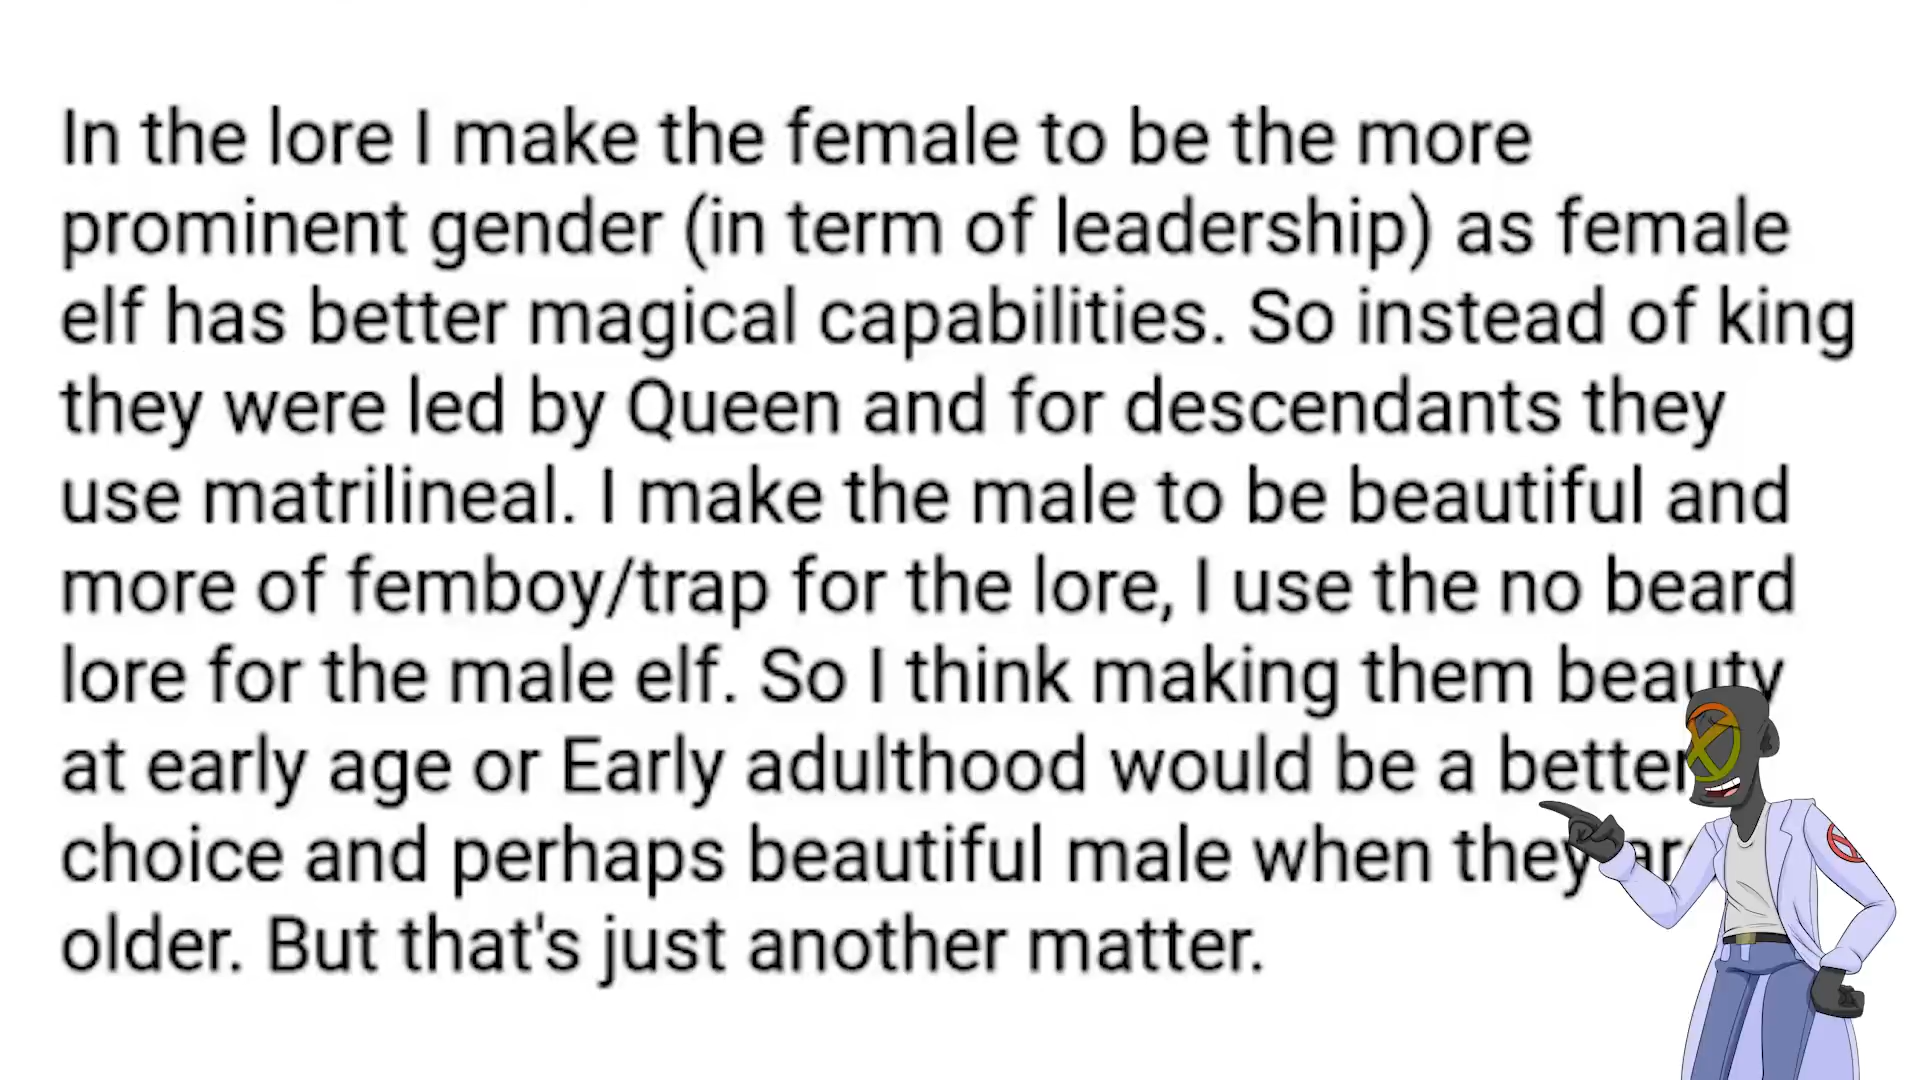 In the lore I make the female to be the more
prominent gender (in term of leadership) as female
elf has better magical capabilities. So instead of king
they were led by Queen and for descendants they
use matrilineal. I make the male to be beautiful and
more of femboy/trap for the lore, I use the no beard
lore for the male elf. So I think making them beauty
at early age or Early adulthood would be a better
choice and perhaps beautiful male when they are
older. But that's just another matter.